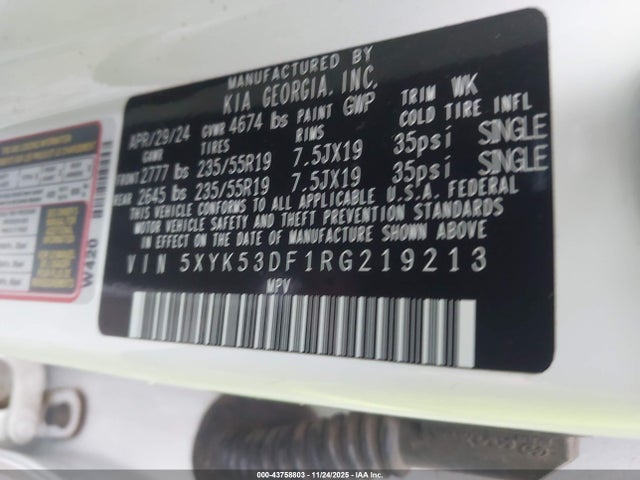 MANUFACTURED BY
KIA GEORGIA, INC.
APR/29/24 GVWR 4674 lbs PAINT GWP TRIM WK
GAWR TIRES RIMS COLD TIRE INFL
FRONT 2777 lbs 235/55R19 7.5JX19 35psi SINGLE
REAR 2645 lbs 235/55R19 7.5JX19 35psi SINGLE
THIS VEHICLE CONFORMS TO ALL APPLICABLE U.S.A. FEDERAL
MOTOR VEHICLE SAFETY AND THEFT PREVENTION STANDARDS
IN EFFECT ON THE DATE OF MANUFACTURE SHOWN ABOVE
VIN 5XYK53DF1RG219213
MPV
W420
000-43758803 — 11/24/2025 — IAA Inc.